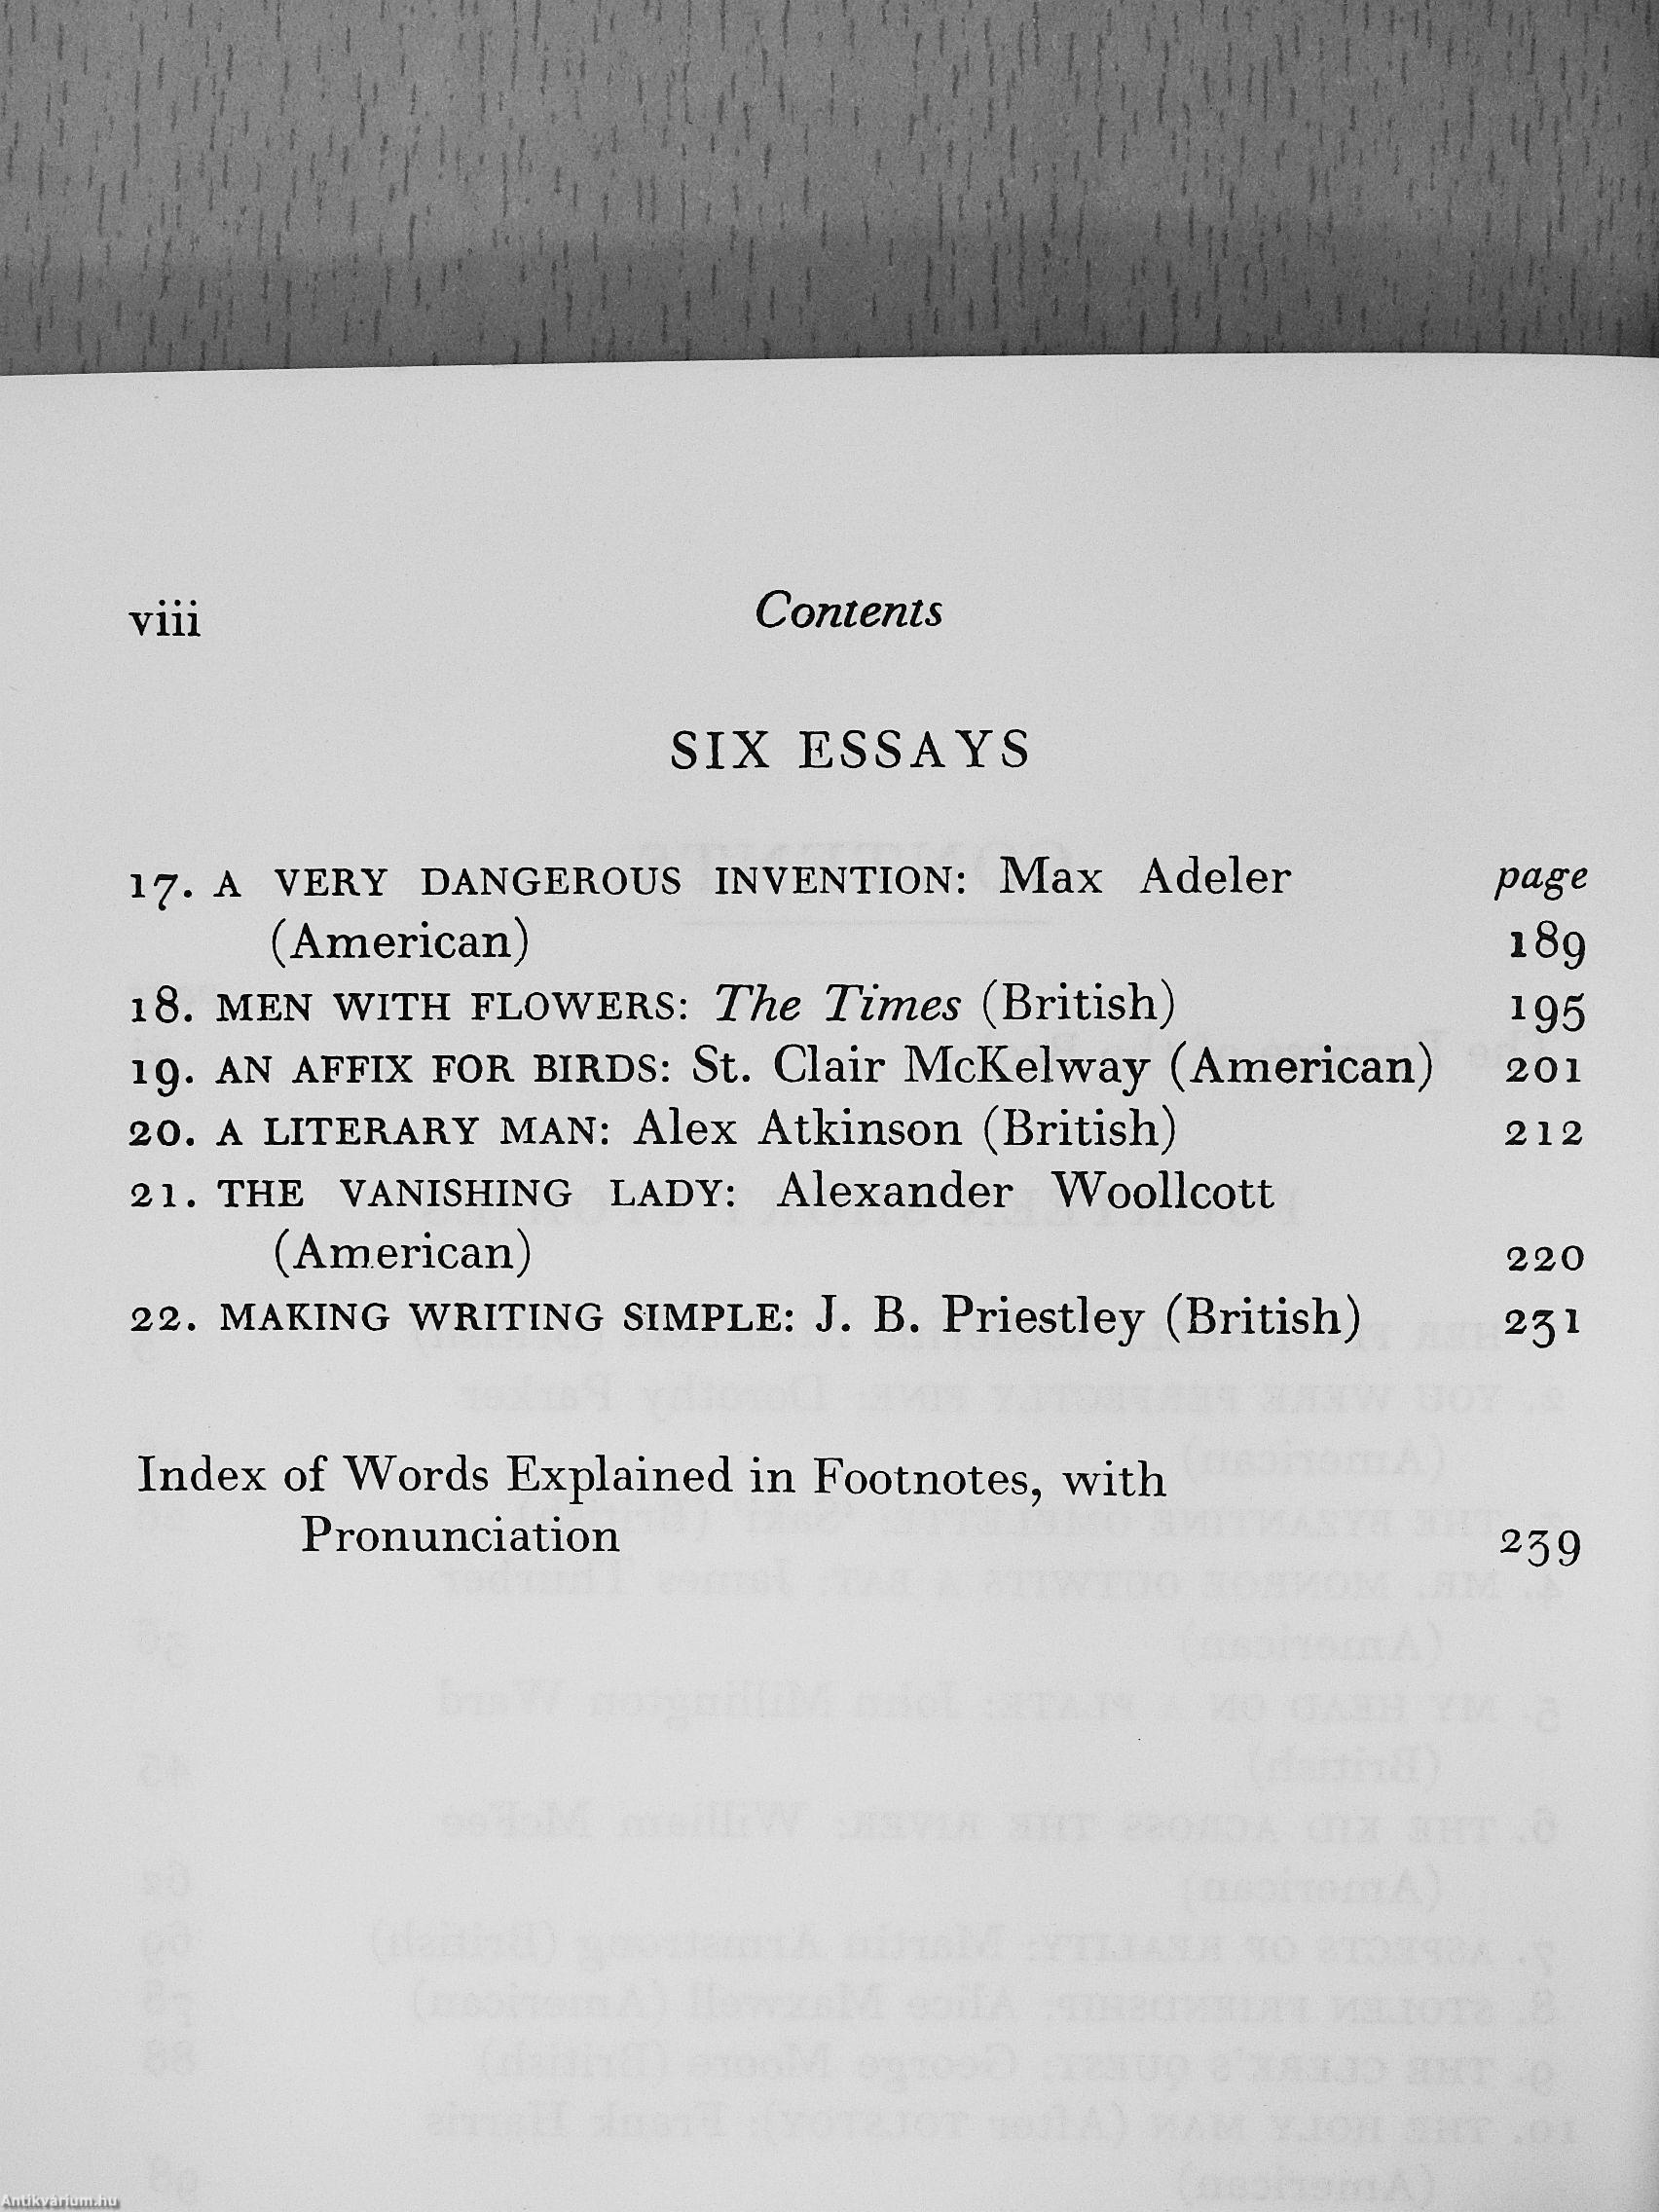 viii Contents
SIX ESSAYS
17. A VERY DANGEROUS INVENTION: Max Adeler page
(American) 189
18. MEN WITH FLOWERS: The Times (British) 195
19. AN AFFIX FOR BIRDS: St. Clair McKelway (American) 201
20. A LITERARY MAN: Alex Atkinson (British) 212
21. THE VANISHING LADY: Alexander Woollcott
(American) 220
22. MAKING WRITING SIMPLE: J. B. Priestley (British) 231
Index of Words Explained in Footnotes, with
Pronunciation 239
Antikvárium.hu